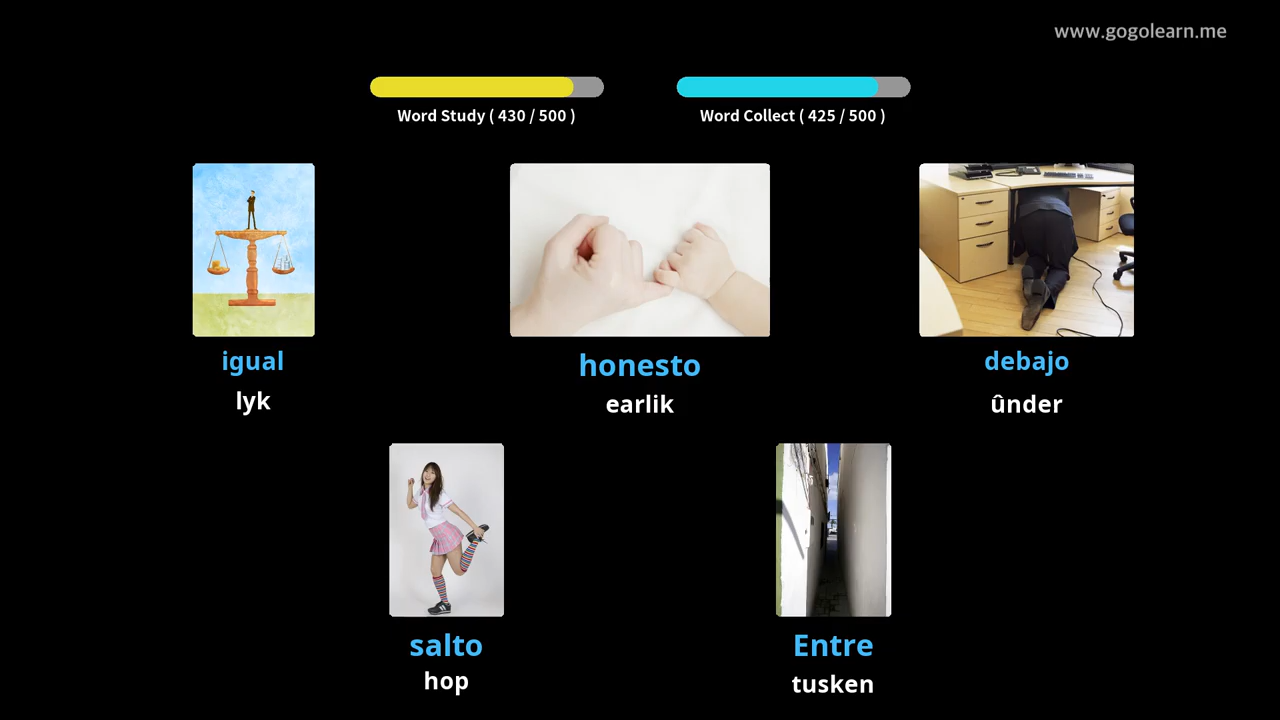 www.gogolearn.me
Word Study ( 430 / 500 )
Word Collect ( 425 / 500 )
igual
lyk
honesto
earlik
debajo
ûnder
salto
hop
Entre
tusken